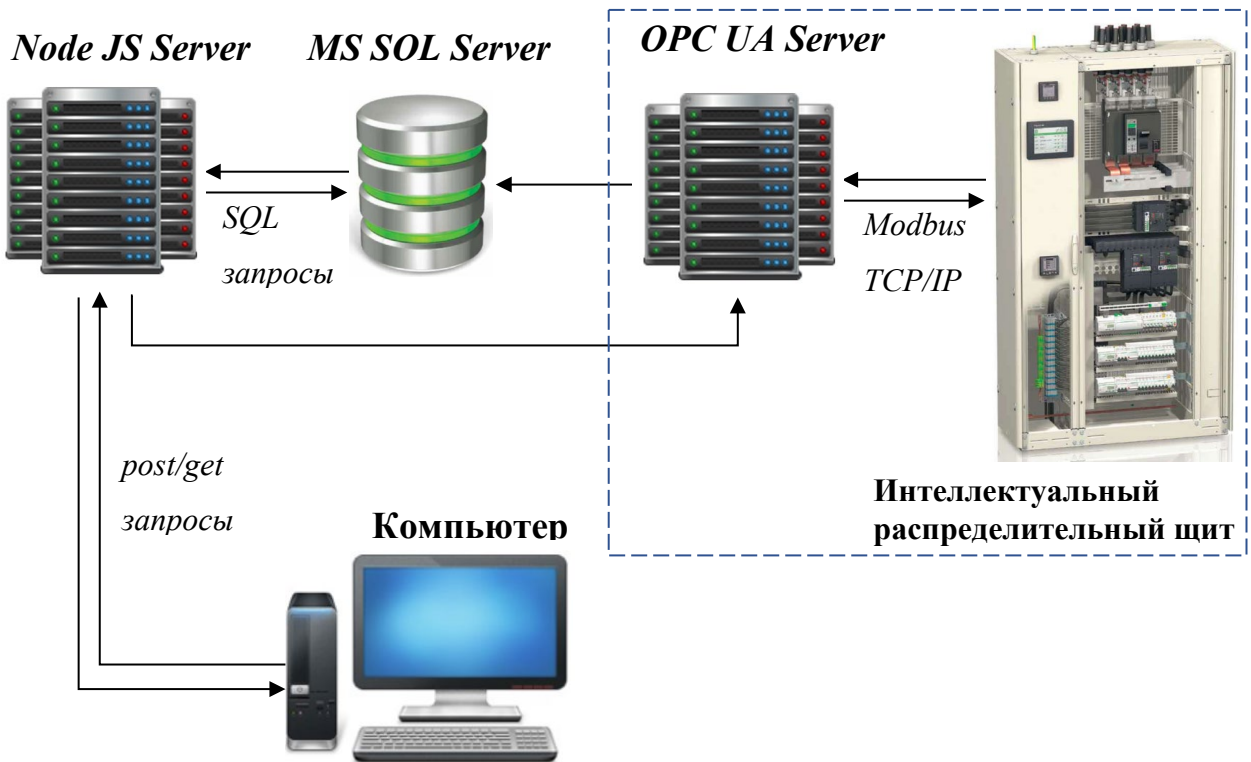 Node JS Server
MS SOL Server
OPC UA Server
SQL
запросы
Modbus
TCP/IP
post/get
запросы
Компьютер
Интеллектуальный
распределительный щит